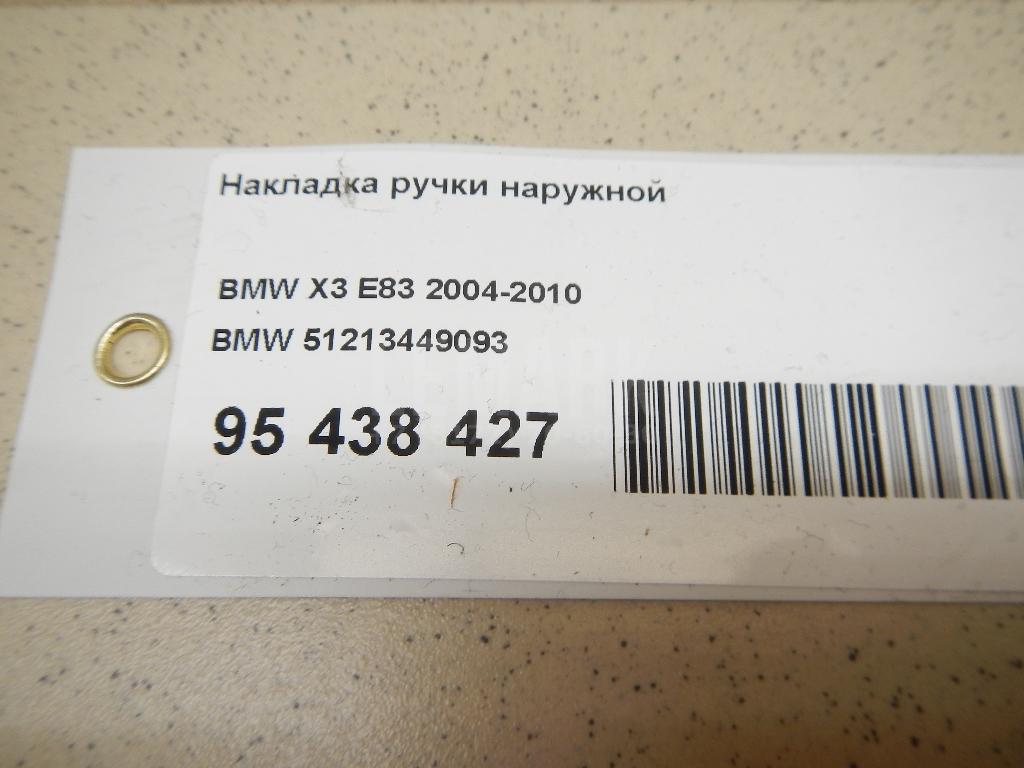 Накладка ручки наружной
BMW X3 E83 2004-2010
BMW 51213449093
95 438 427